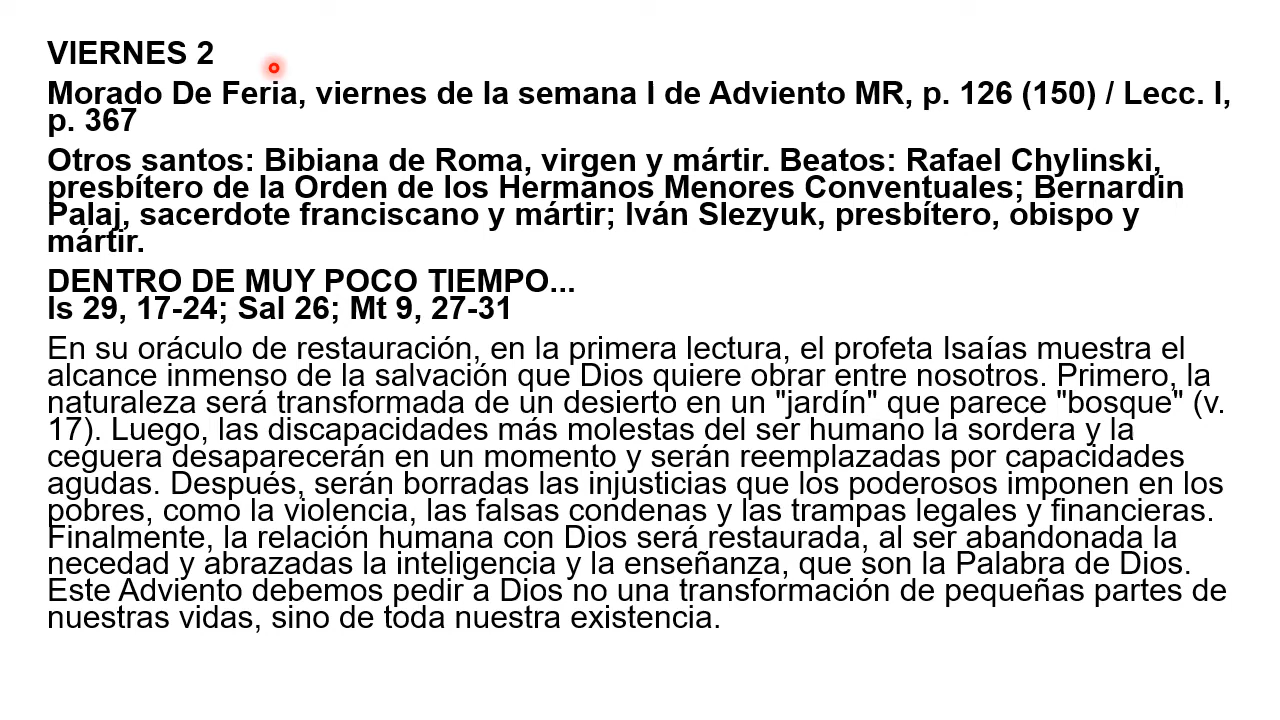 VIERNES 2
Morado De Feria, viernes de la semana I de Adviento MR, p. 126 (150) / Lecc. I,
p. 367
Otros santos: Bibiana de Roma, virgen y mártir. Beatos: Rafael Chylinski,
presbítero de la Orden de los Hermanos Menores Conventuales; Bernardin
Palaj, sacerdote franciscano y mártir; Iván Slezyuk, presbítero, obispo y
mártir.
DENTRO DE MUY POCO TIEMPO...
Is 29, 17-24; Sal 26; Mt 9, 27-31
En su oráculo de restauración, en la primera lectura, el profeta Isaías muestra el
alcance inmenso de la salvación que Dios quiere obrar entre nosotros. Primero, la
naturaleza será transformada de un desierto en un "jardín" que parece "bosque" (v.
17). Luego, las discapacidades más molestas del ser humano la sordera y la
ceguera desaparecerán en un momento y serán reemplazadas por capacidades
agudas. Después, serán borradas las injusticias que los poderosos imponen en los
pobres, como la violencia, las falsas condenas y las trampas legales y financieras.
Finalmente, la relación humana con Dios será restaurada, al ser abandonada la
necedad y abrazadas la inteligencia y la enseñanza, que son la Palabra de Dios.
Este Adviento debemos pedir a Dios no una transformación de pequeñas partes de
nuestras vidas, sino de toda nuestra existencia.